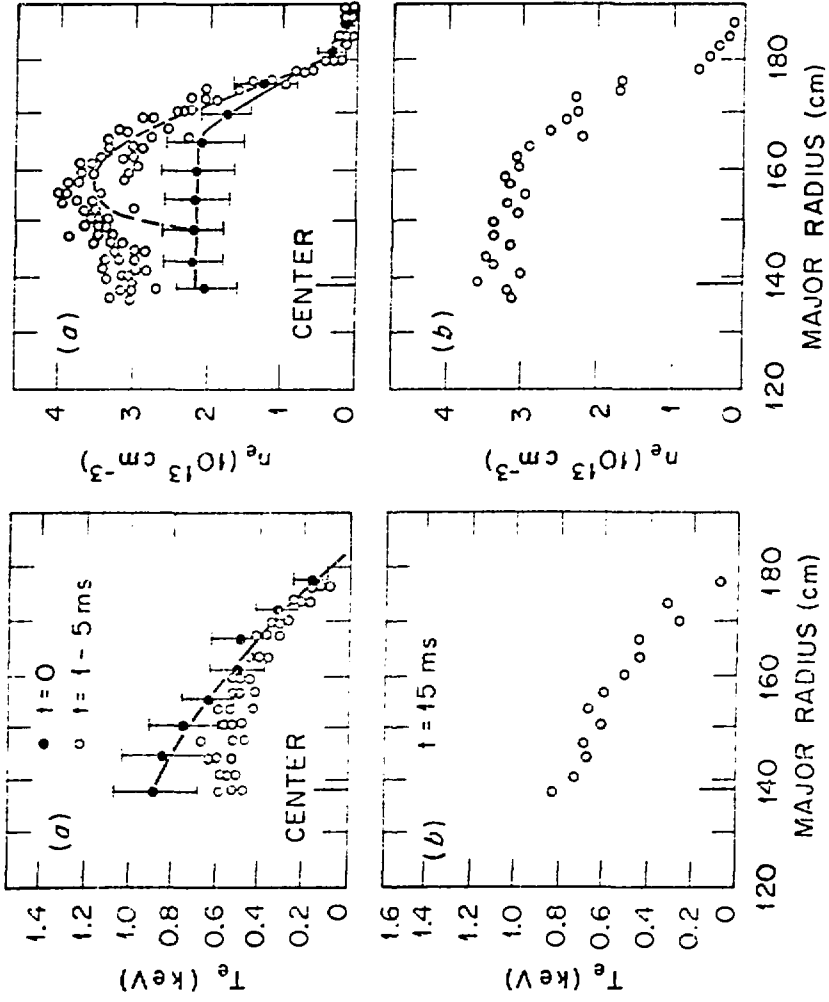 1.4
1.2
1.0
0.8
0.6
0.4
0.2
0
T_e (keV)
(a)
● t = 0
○ t = 1 - 5 ms
CENTER
4
3
2
1
0
n_e (10^13 cm^-3)
(a)
CENTER
1.4
1.2
1.0
0.8
0.6
0.4
0.2
0
T_e (keV)
(b)
t = 15 ms
120 140 160 180
MAJOR RADIUS (cm)
4
3
2
1
0
n_e (10^13 cm^-3)
(b)
120 140 160 180
MAJOR RADIUS (cm)